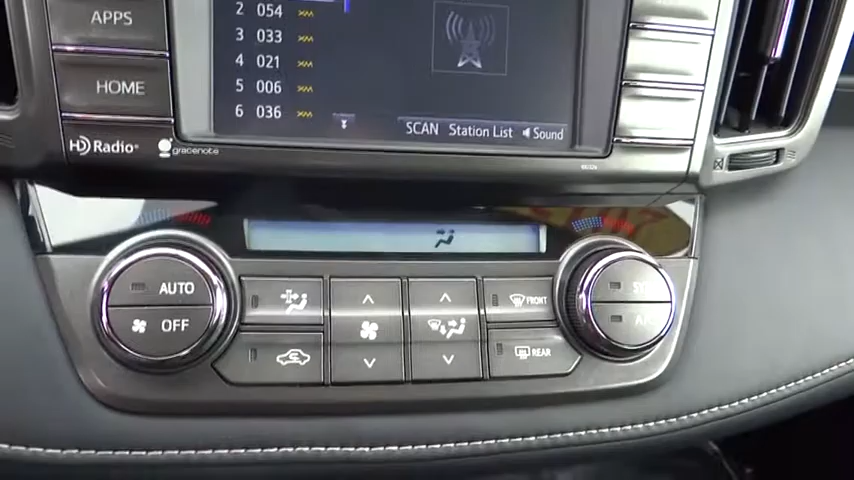 APPS
HOME
HD Radio
gracenote
2 054
3 033
4 021
5 006
6 036
SCAN Station List Sound
AUTO
OFF
FRONT
REAR